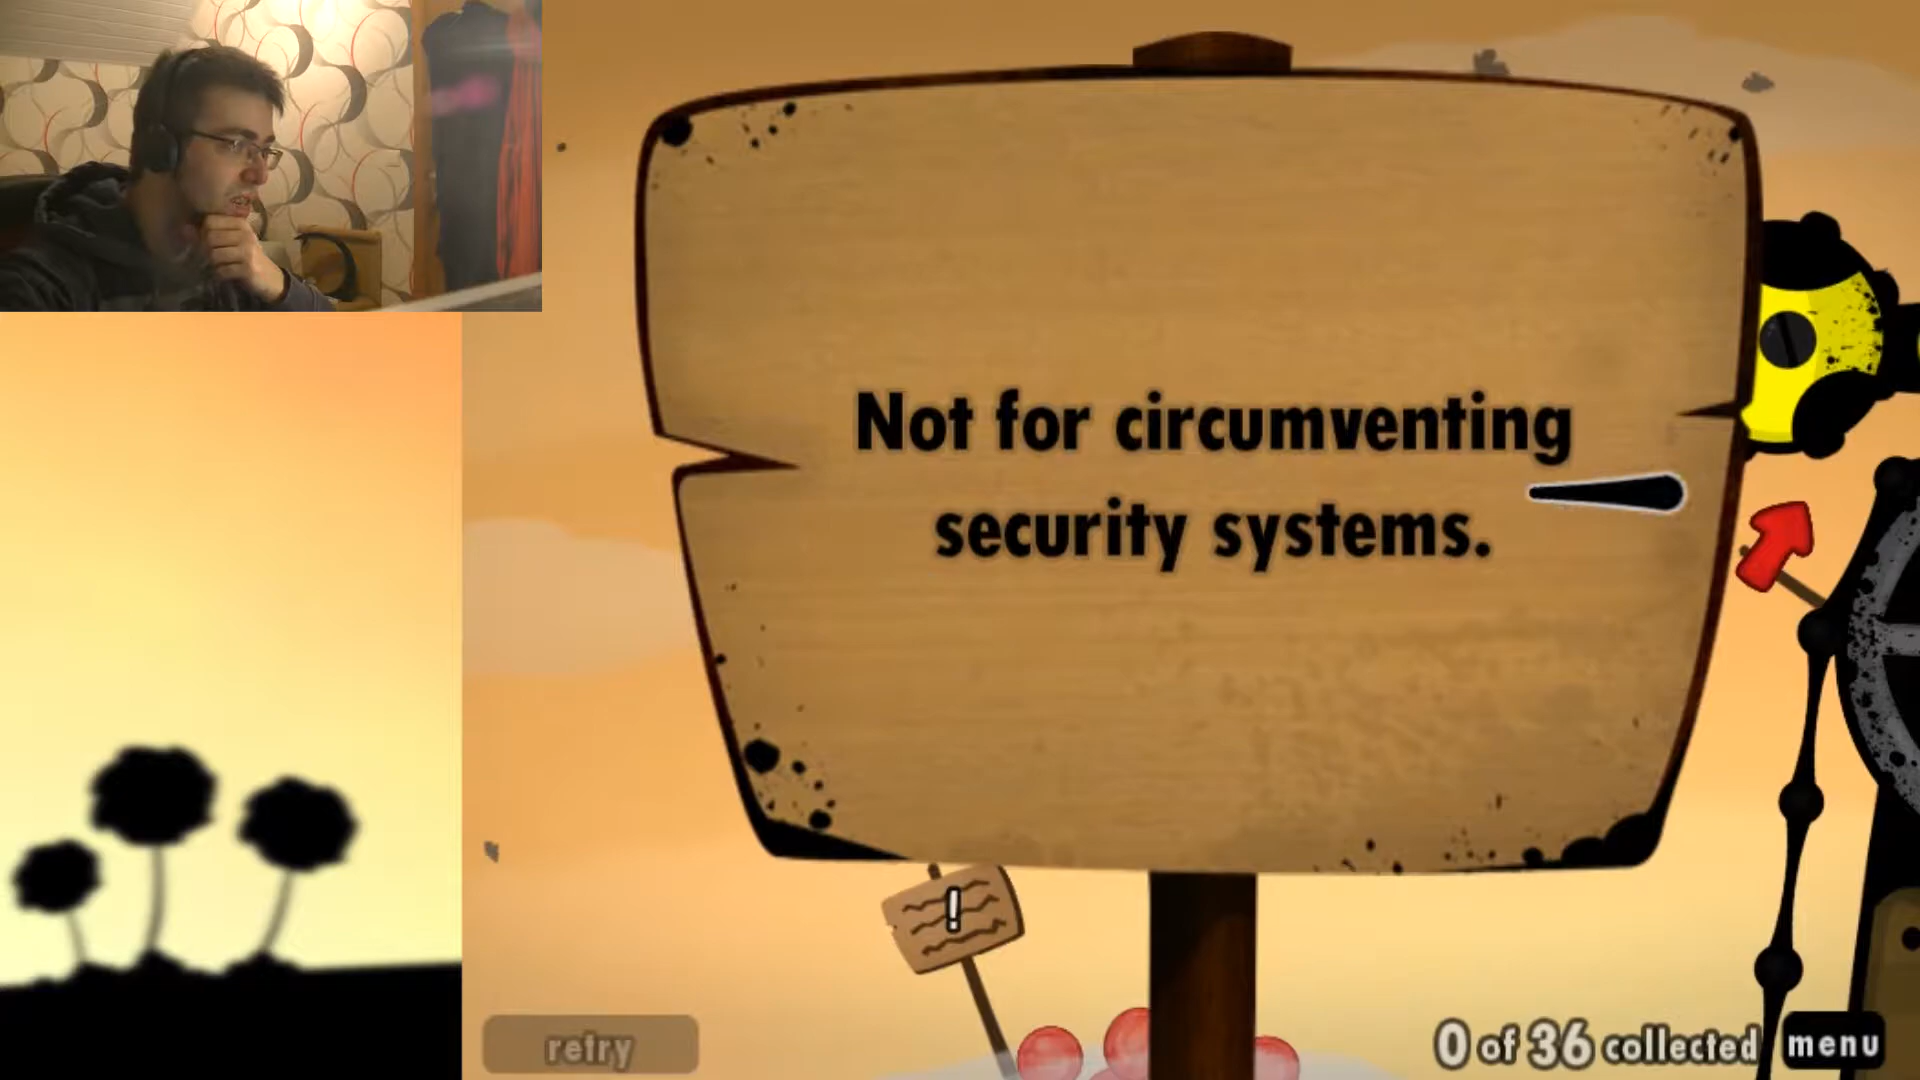 Not for circumventing
security systems.
!
retry
0 of 36 collected
menu